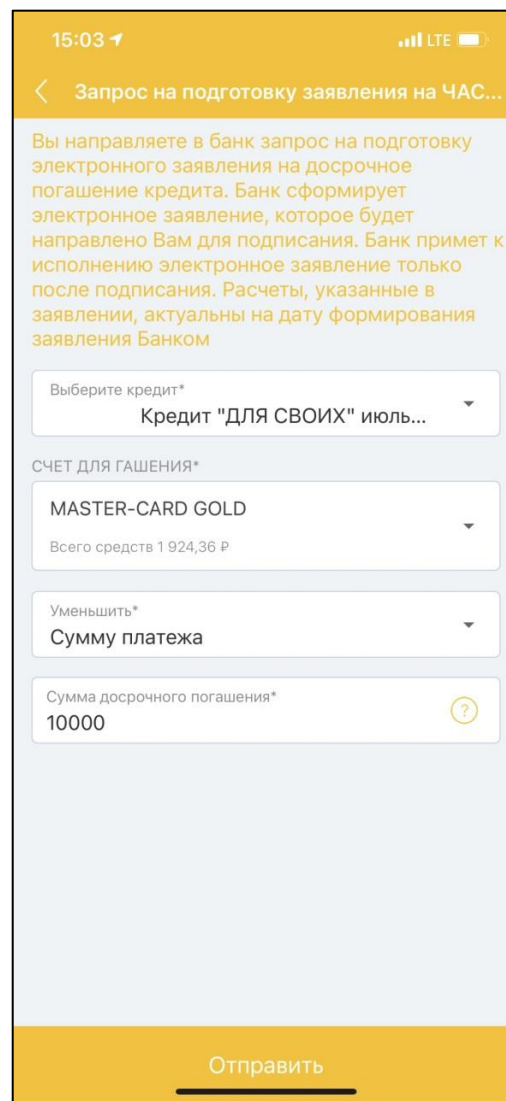 15:03
LTE
Запрос на подготовку заявления на ЧАС...
Вы направляете в банк запрос на подготовку
электронного заявления на досрочное
погашение кредита. Банк сформирует
электронное заявление, которое будет
направлено Вам для подписания. Банк примет к
исполнению электронное заявление только
после подписания. Расчеты, указанные в
заявлении, актуальны на дату формирования
заявления Банком
Выберите кредит*
Кредит "ДЛЯ СВОИХ" июль...
СЧЕТ ДЛЯ ГАШЕНИЯ*
MASTER-CARD GOLD
Всего средств 1 924,36 ₽
Уменьшить*
Сумму платежа
Сумма досрочного погашения*
10000
?
Отправить